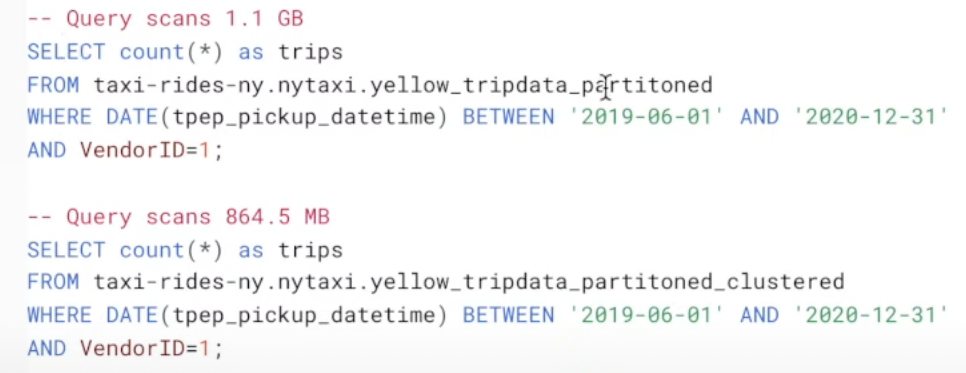 -- Query scans 1.1 GB
SELECT count(*) as trips
FROM taxi-rides-ny.nytaxi.yellow_tripdata_partitoned
WHERE DATE(tpep_pickup_datetime) BETWEEN '2019-06-01' AND '2020-12-31'
AND VendorID=1;
-- Query scans 864.5 MB
SELECT count(*) as trips
FROM taxi-rides-ny.nytaxi.yellow_tripdata_partitoned_clustered
WHERE DATE(tpep_pickup_datetime) BETWEEN '2019-06-01' AND '2020-12-31'
AND VendorID=1;